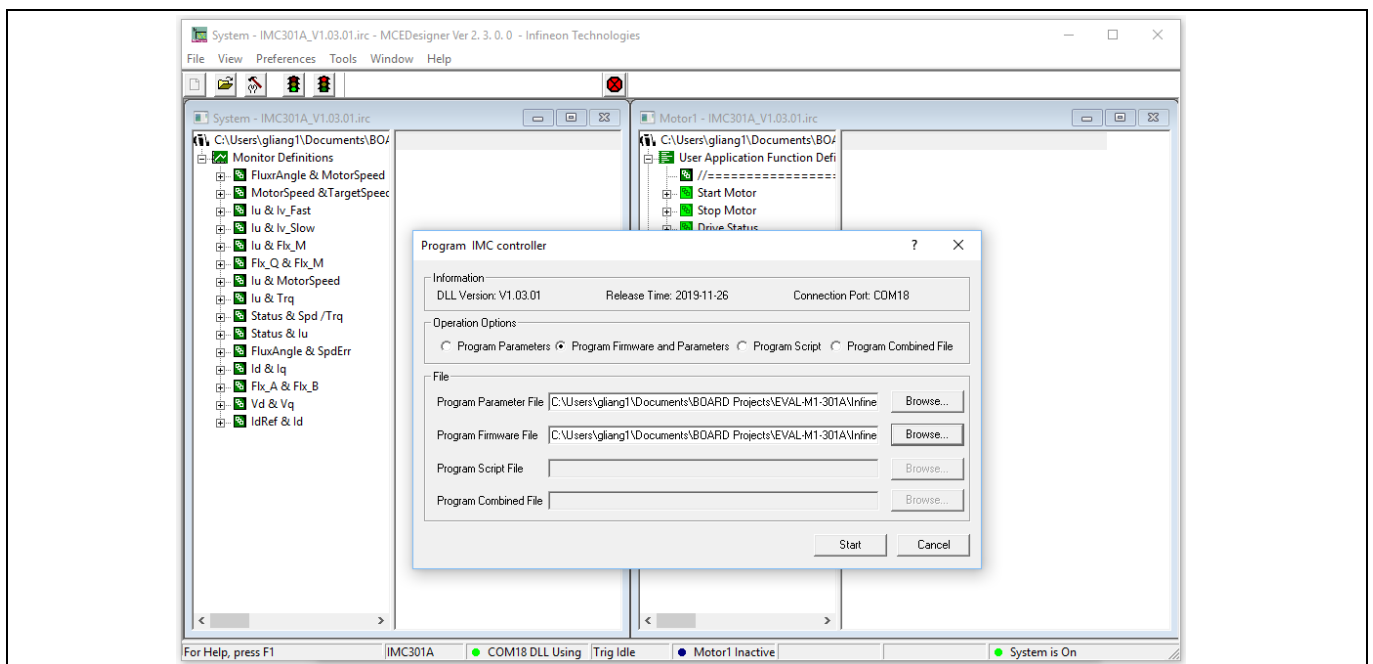 System - IMC301A_V1.03.01.irc - MCEDesigner Ver 2. 3. 0. 0 - Infineon Technologies
File View Preferences Tools Window Help
System - IMC301A_V1.03.01.irc
C:\Users\gliang1\Documents\BOA
Monitor Definitions
FluxrAngle & MotorSpeed
MotorSpeed &TargetSpeec
Iu & Iv_Fast
Iu & Iv_Slow
Iu & Flx_M
Flx_Q & Flx_M
Iu & MotorSpeed
Iu & Trq
Status & Spd /Trq
Status & Iu
FluxAngle & SpdErr
Id & Iq
Flx_A & Flx_B
Vd & Vq
IdRef & Id
Motor1 - IMC301A_V1.03.01.irc
C:\Users\gliang1\Documents\BOA
User Application Function Defi
//================:
Start Motor
Stop Motor
Drive Status
Program IMC controller
Information
DLL Version: V1.03.01 Release Time: 2019-11-26 Connection Port: COM18
Operation Options
Program Parameters Program Firmware and Parameters Program Script Program Combined File
File
Program Parameter File C:\Users\gliang1\Documents\BOARD Projects\EVAL-M1-301A\Infine Browse...
Program Firmware File C:\Users\gliang1\Documents\BOARD Projects\EVAL-M1-301A\Infine Browse...
Program Script File Browse...
Program Combined File Browse...
Start Cancel
For Help, press F1 IMC301A COM18 DLL Using Trig Idle Motor1 Inactive System is On